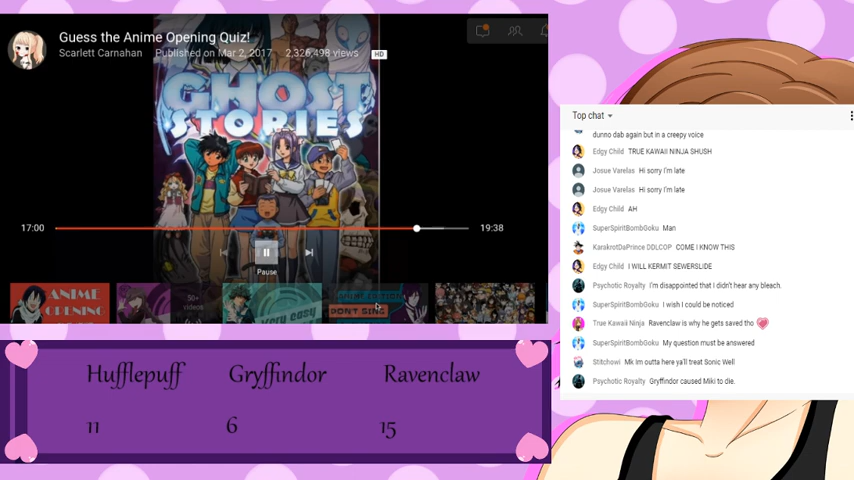 Guess the Anime Opening Quiz!
Scarlett Carnahan Published on Mar 2, 2017 2,326,498 views HD
GHOST
STORIES
17:00
19:38
Pause
ANIME
OPENING
50+
videos
Very easy
DON'T SING
Top chat
dunno dab again but in a creepy voice
Edgy Child TRUE KAWAII NINJA SHUSH
Josue Varelas Hi sorry I'm late
Josue Varelas Hi sorry I'm late
Edgy Child AH
SuperSpiritBombGoku Man
KarakrotDaPrince DDLCOP COME I KNOW THIS
Edgy Child I WILL KERMIT SEWERSLIDE
Psychotic Royalty I'm disappointed that I didn't hear any bleach.
SuperSpiritBombGoku I wish I could be noticed
True Kawaii Ninja Ravenclaw is why he gets saved tho
SuperSpiritBombGoku My question must be answered
Stitchowi Mk im outta here ya'll treat Sonic Well
Psychotic Royalty Gryffindor caused Miki to die.
Hufflepuff Gryffindor Ravenclaw
11 6 15